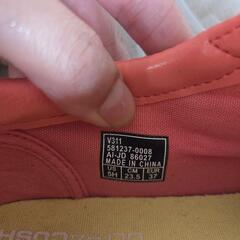 V311
581237-0008
AI-JD 86027
MADE IN CHINA
US CM EUR
5H 23.5 37